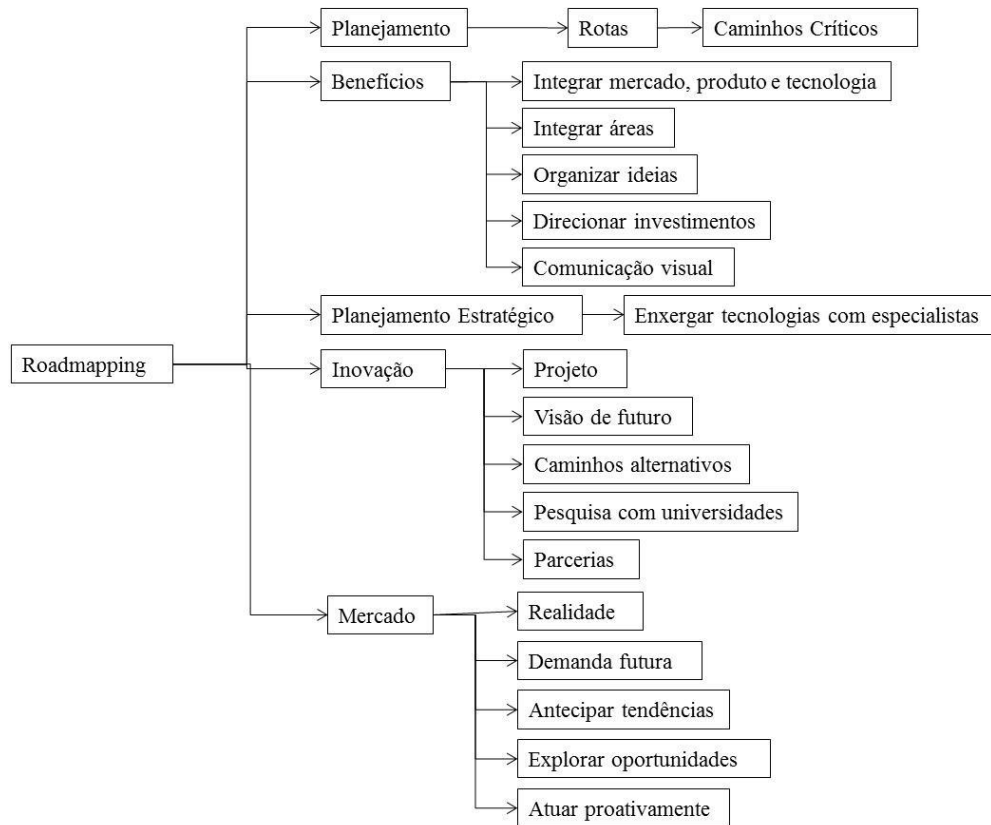 Planejamento
Rotas
Caminhos Críticos
Benefícios
Integrar mercado, produto e tecnologia
Integrar áreas
Organizar ideias
Direcionar investimentos
Comunicação visual
Planejamento Estratégico
Enxergar tecnologias com especialistas
Roadmapping
Inovação
Projeto
Visão de futuro
Caminhos alternativos
Pesquisa com universidades
Parcerias
Mercado
Realidade
Demanda futura
Antecipar tendências
Explorar oportunidades
Atuar proativamente